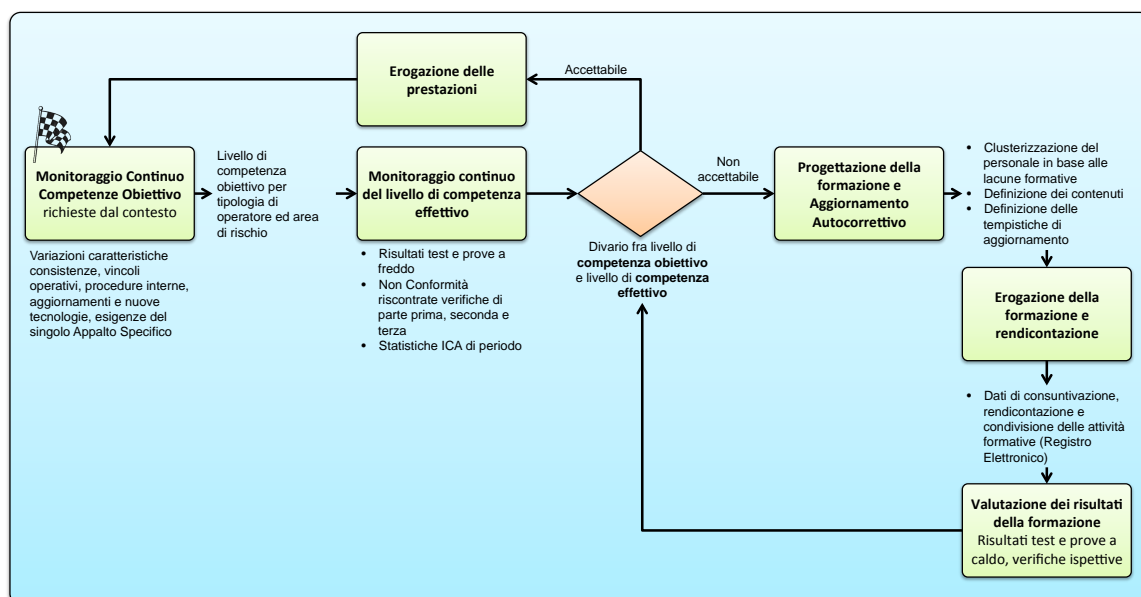 Erogazione delle
prestazioni
Accettabile
Monitoraggio Continuo
Competenze Obiettivo
richieste dal contesto
Livello di
competenza
obiettivo per
tipologia di
operatore ed area
di rischio
Monitoraggio continuo
del livello di competenza
effettivo
Non
accettabile
Progettazione della
formazione e
Aggiornamento
Autocorrettivo
• Clusterizzazione del
personale in base alle
lacune formative
• Definizione dei contenuti
• Definizione delle
tempistiche di
aggiornamento
Variazioni caratteristiche
consistenze, vincoli
operativi, procedure interne,
aggiornamenti e nuove
tecnologie, esigenze del
singolo Appalto Specifico
• Risultati test e prove a
freddo
• Non Conformità
riscontrate verifiche di
parte prima, seconda e
terza
• Statistiche ICA di periodo
Divario fra livello di
competenza obiettivo
e livello di competenza
effettivo
Erogazione della
formazione e
rendicontazione
• Dati di consuntivazione,
rendicontazione e
condivisione delle attività
formative (Registro
Elettronico)
Valutazione dei risultati
della formazione
Risultati test e prove a
caldo, verifiche ispettive